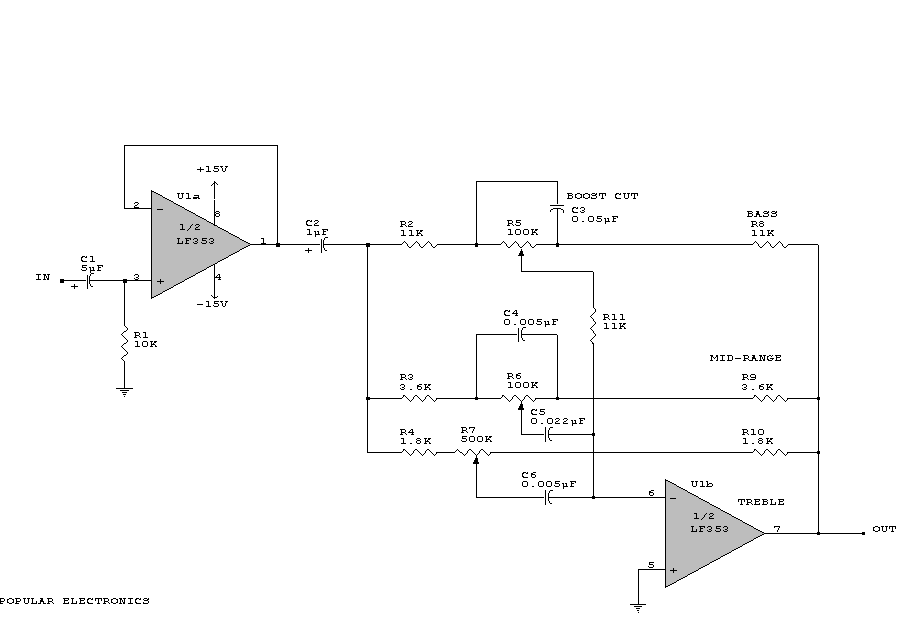 +15V
U1a
2
−
8
1/2
LF353
1
3
+
4
-15V
C1
5µF
IN
+
R1
10K
C2
1µF
+
R2
11K
R5
100K
BOOST CUT
C3
0.05µF
BASS
R8
11K
R11
11K
C4
0.005µF
MID-RANGE
R3
3.6K
R6
100K
R9
3.6K
C5
0.022µF
R4
1.8K
R7
500K
R10
1.8K
C6
0.005µF
U1b
6
−
TREBLE
1/2
LF353
7
OUT
5
+
POPULAR ELECTRONICS